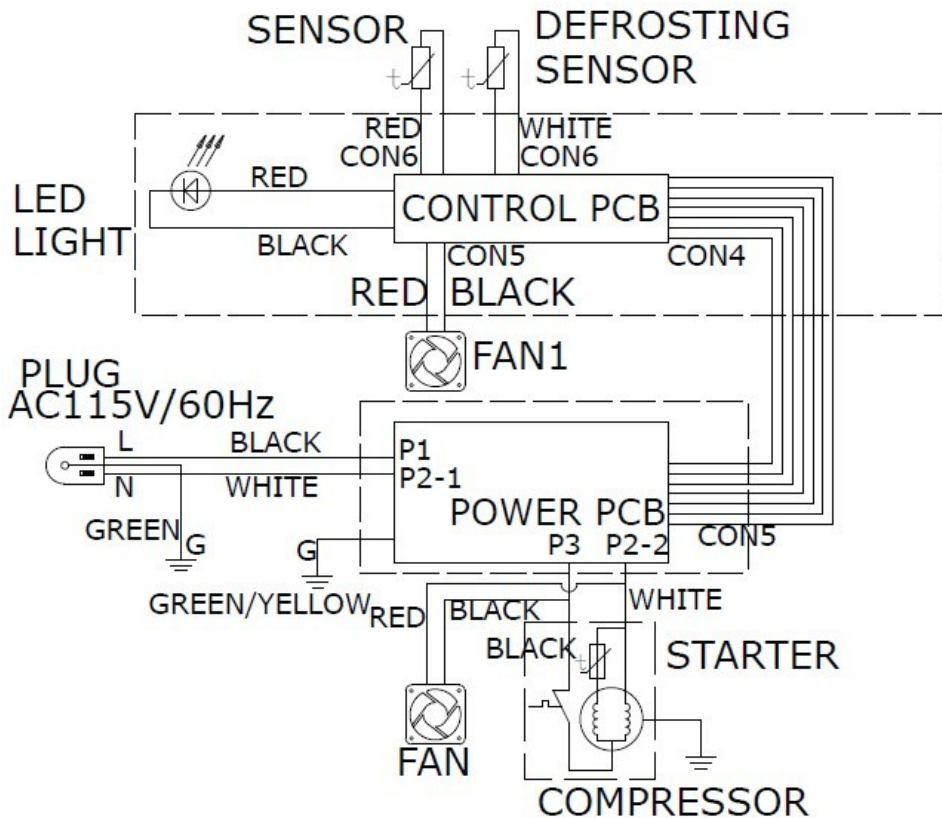 SENSOR
DEFROSTING
SENSOR
t
t
RED
CON6
WHITE
CON6
LED
LIGHT
RED
BLACK
CONTROL PCB
CON5
CON4
RED
BLACK
FAN1
PLUG
AC115V/60Hz
L
BLACK
P1
N
WHITE
P2-1
GREEN
G
G
POWER PCB
P3
P2-2
CON5
GREEN/YELLOW
RED
BLACK
WHITE
BLACK
t
STARTER
FAN
COMPRESSOR